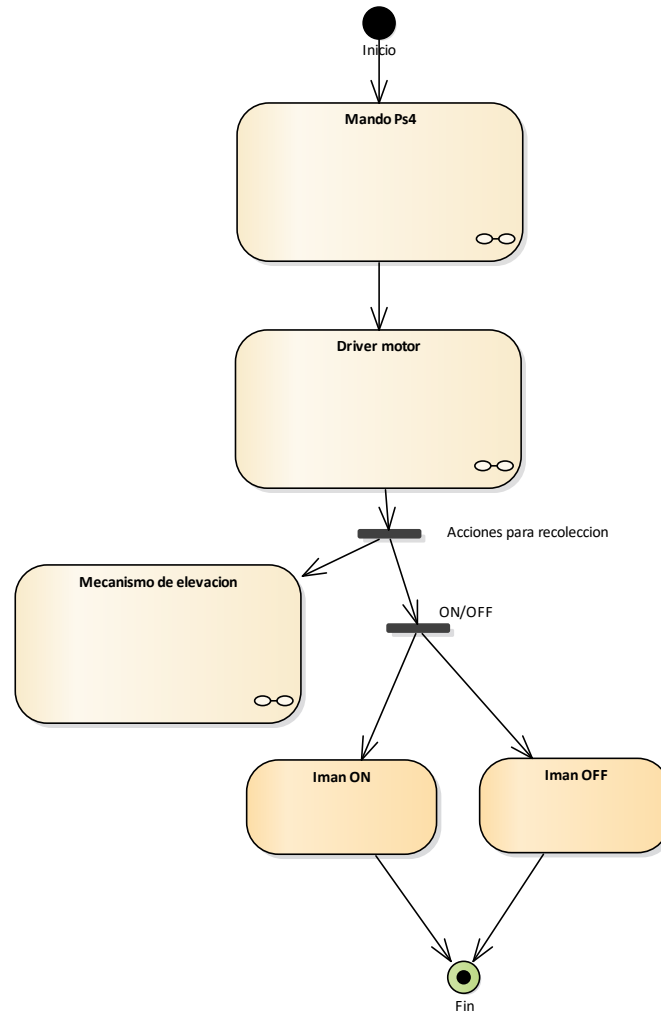 Inicio
Mando Ps4
Driver motor
Acciones para recoleccion
Mecanismo de elevacion
ON/OFF
Iman ON
Iman OFF
Fin